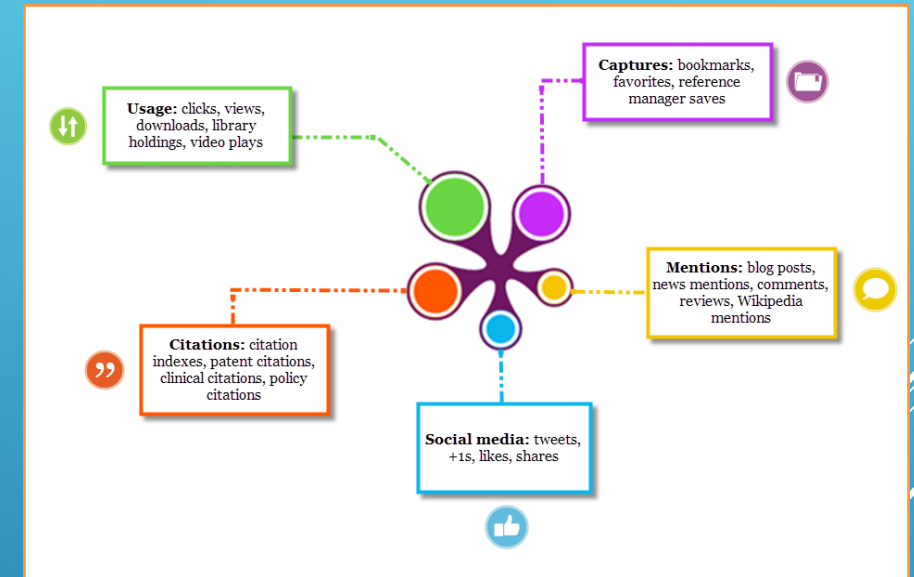 Captures: bookmarks,
favorites, reference
manager saves
Usage: clicks, views,
downloads, library
holdings, video plays
Mentions: blog posts,
news mentions, comments,
reviews, Wikipedia
mentions
Citations: citation
indexes, patent citations,
clinical citations, policy
citations
Social media: tweets,
+1s, likes, shares